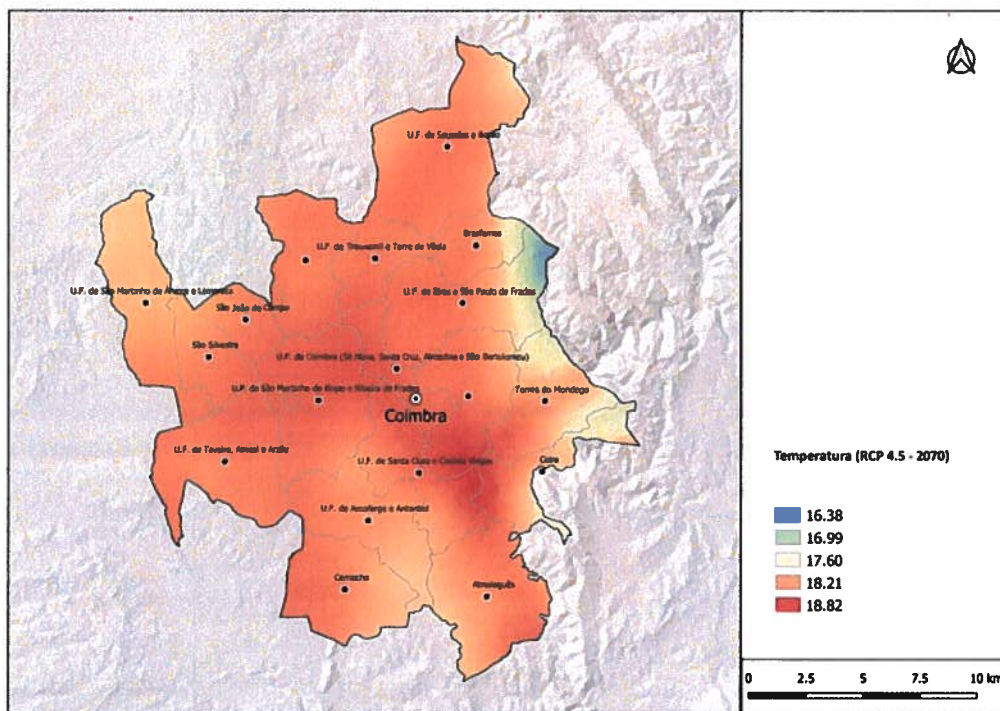 U.F. de Souselas e Botão
Brasfemes
U.F. de Trouxemil e Torre de Vilela
U.F. de São Martinho de Árvore e Lamarosa
U.F. de Eiras e São Paulo de Frades
São João do Campo
São Silvestre
U.F. de Coimbra (Sé Nova, Santa Cruz, Almedina e São Bartolomeu)
U.F. de São Martinho do Bispo e Ribeira de Frades
Torres do Mondego
Coimbra
U.F. de Taveiro, Ameal e Arzila
U.F. de Santa Clara e Castelo Viegas
Ceira
U.F. de Assafarge e Antanhol
Cernache
Almalaguês
Temperatura (RCP 4.5 - 2070)
16.38
16.99
17.60
18.21
18.82
0 2.5 5 7.5 10 km